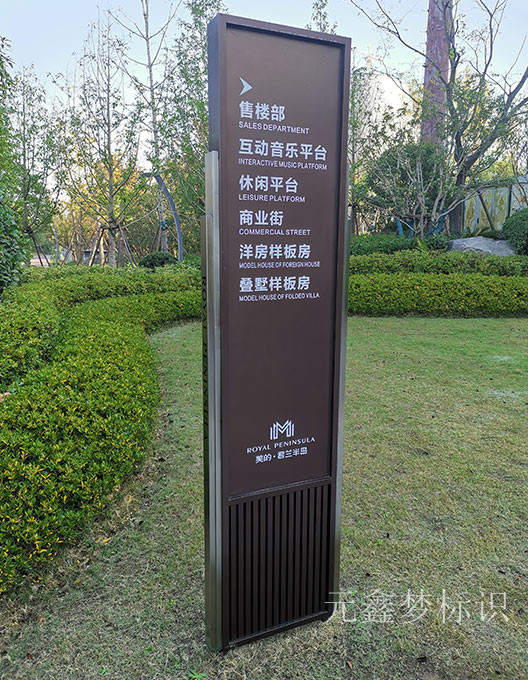 售楼部
SALES DEPARTMENT
互动音乐平台
INTERACTIVE MUSIC PLATFORM
休闲平台
LEISURE PLATFORM
商业街
COMMERCIAL STREET
洋房样板房
MODEL HOUSE OF FOREIGN HOUSE
叠墅样板房
MODEL HOUSE OF FOLDED VILLA
ROYAL PENINSULA
美的·君兰半岛
元鑫梦标识